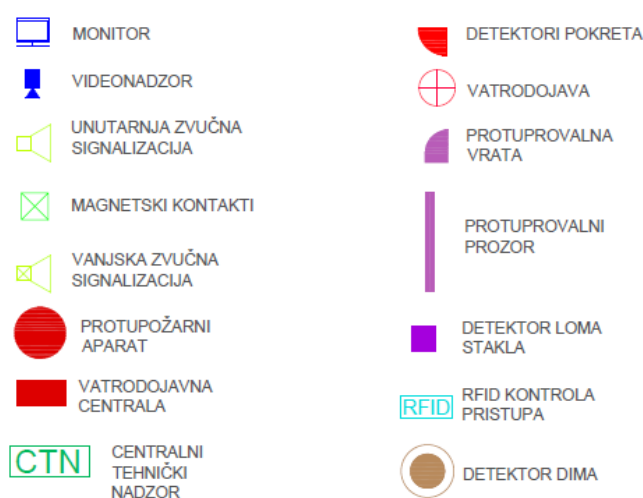 MONITOR
VIDEONADZOR
UNUTARNJA ZVUČNA
SIGNALIZACIJA
MAGNETSKI KONTAKTI
VANJSKA ZVUČNA
SIGNALIZACIJA
PROTUPOŽARNI
APARAT
VATRODOJAVNA
CENTRALA
CTN
CENTRALNI
TEHNIČKI
NADZOR
DETEKTORI POKRETA
VATRODOJAVA
PROTUPROVALNA
VRATA
PROTUPROVALNI
PROZOR
DETEKTOR LOMA
STAKLA
RFID
RFID KONTROLA
PRISTUPA
DETEKTOR DIMA